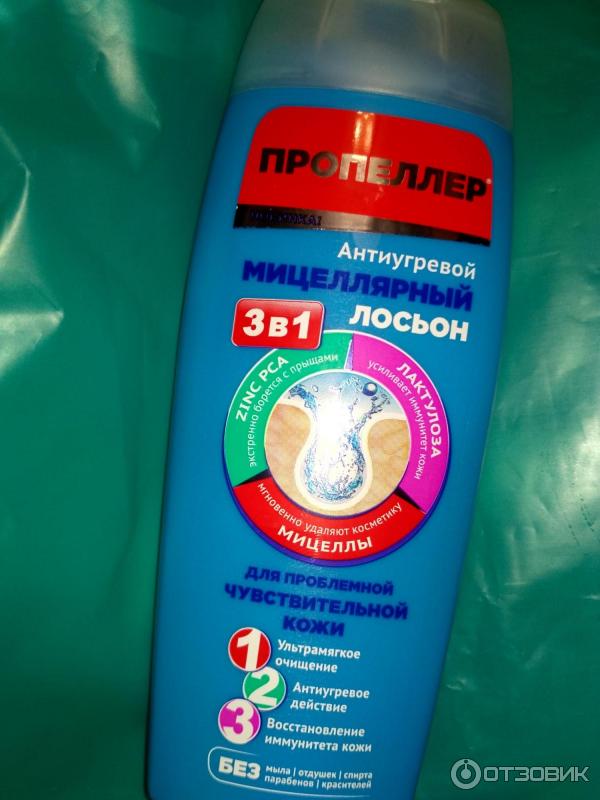 ПРОПЕЛЛЕР®
Антиугревой
МИЦЕЛЛЯРНЫЙ
ЛОСЬОН
3в1
ZINC PCA
экстренно борется с прыщами
ЛАКТУЛОЗА
усиливает иммунитет кожи
мгновенно удаляют косметику
МИЦЕЛЛЫ
ДЛЯ ПРОБЛЕМНОЙ
ЧУВСТВИТЕЛЬНОЙ
КОЖИ
1 Ультрамягкое
очищение
2 Антиугревое
действие
3 Восстановление
иммунитета кожи
БЕЗ мыла | отдушек | спирта
парабенов | красителей
ОТЗОВИК